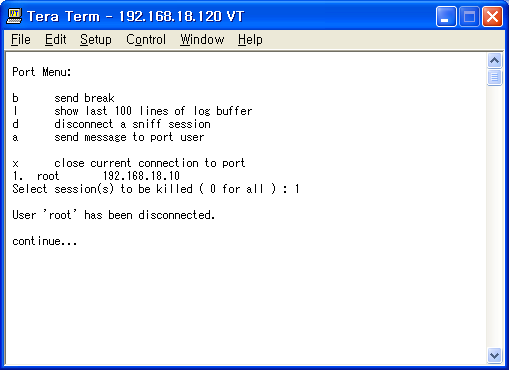 Tera Term - 192.168.18.120 VT
File Edit Setup Control Window Help
Port Menu:
b send break
l show last 100 lines of log buffer
d disconnect a sniff session
a send message to port user
x close current connection to port
1. root 192.168.18.10
Select session(s) to be killed ( 0 for all ) : 1
User 'root' has been disconnected.
continue...